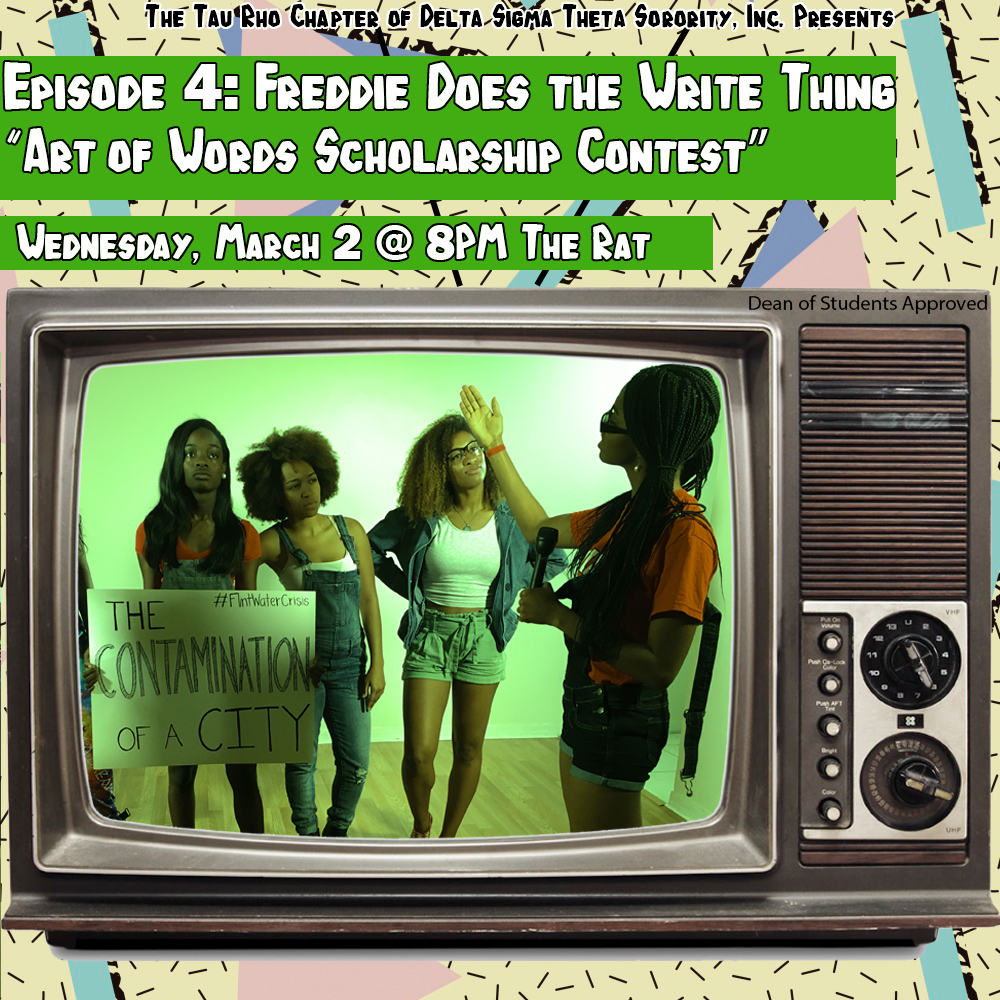 The Tau Rho Chapter of Delta Sigma Theta Sorority, Inc. Presents
Episode 4: Freddie Does the Write Thing
"Art of Words Scholarship Contest"
Wednesday, March 2 @ 8PM The Rat
Dean of Students Approved
#FlintWaterCrisis
THE
CONTAMINATION
OF A CITY
VHF
Pull On
Volume
Push Qs-Lock
Color
Push AFT
Tint
Bright
Color
UHF